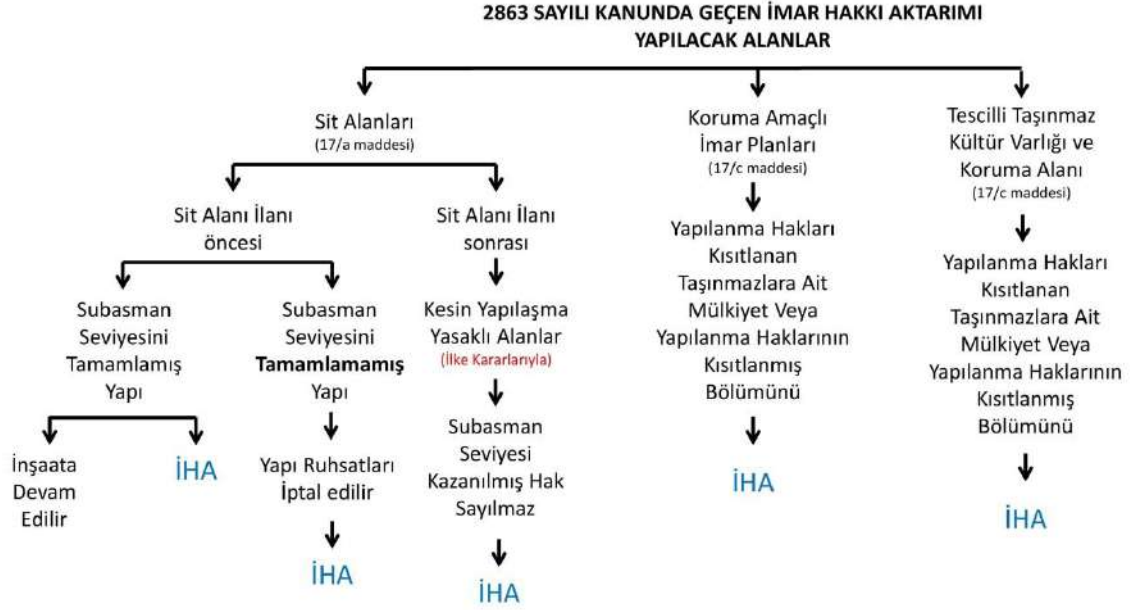 2863 SAYILI KANUNDA GEÇEN İMAR HAKKI AKTARIMI
YAPILACAK ALANLAR
Sit Alanları
(17/a maddesi)
Sit Alanı İlanı
öncesi
Subasman
Seviyesini
Tamamlamış
Yapı
İnşaata
Devam
Edilir
İHA
Subasman
Seviyesini
Tamamlamamış
Yapı
Yapı Ruhsatları
İptal edilir
İHA
Sit Alanı İlanı
sonrası
Kesin Yapılaşma
Yasaklı Alanlar
(İlke Kararlarıyla)
Subasman
Seviyesi
Kazanılmış Hak
Sayılmaz
İHA
Koruma Amaçlı
İmar Planları
(17/c maddesi)
Yapılanma Hakları
Kısıtlanan
Taşınmazlara Ait
Mülkiyet Veya
Yapılanma Haklarının
Kısıtlanmış
Bölümünü
İHA
Tescilli Taşınmaz
Kültür Varlığı ve
Koruma Alanı
(17/c maddesi)
Yapılanma Hakları
Kısıtlanan
Taşınmazlara Ait
Mülkiyet Veya
Yapılanma Haklarının
Kısıtlanmış
Bölümünü
İHA